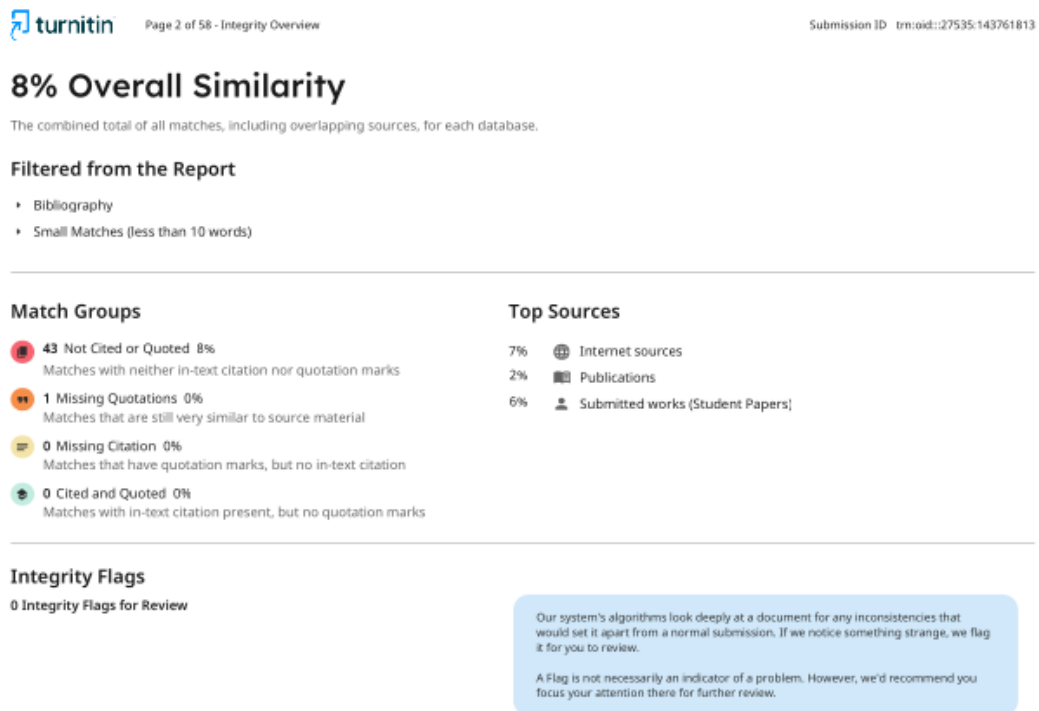 turnitin
Page 2 of 58 - Integrity Overview
Submission ID trn:oid:::27535:143761813
8% Overall Similarity
The combined total of all matches, including overlapping sources, for each database.
Filtered from the Report
Bibliography
Small Matches (less than 10 words)
Match Groups
43 Not Cited or Quoted 8%
Matches with neither in-text citation nor quotation marks
1 Missing Quotations 0%
Matches that are still very similar to source material
0 Missing Citation 0%
Matches that have quotation marks, but no in-text citation
0 Cited and Quoted 0%
Matches with in-text citation present, but no quotation marks
Top Sources
7% Internet sources
2% Publications
6% Submitted works (Student Papers)
Integrity Flags
0 Integrity Flags for Review
Our system's algorithms look deeply at a document for any inconsistencies that
would set it apart from a normal submission. If we notice something strange, we flag
it for you to review.
A Flag is not necessarily an indicator of a problem. However, we'd recommend you
focus your attention there for further review.